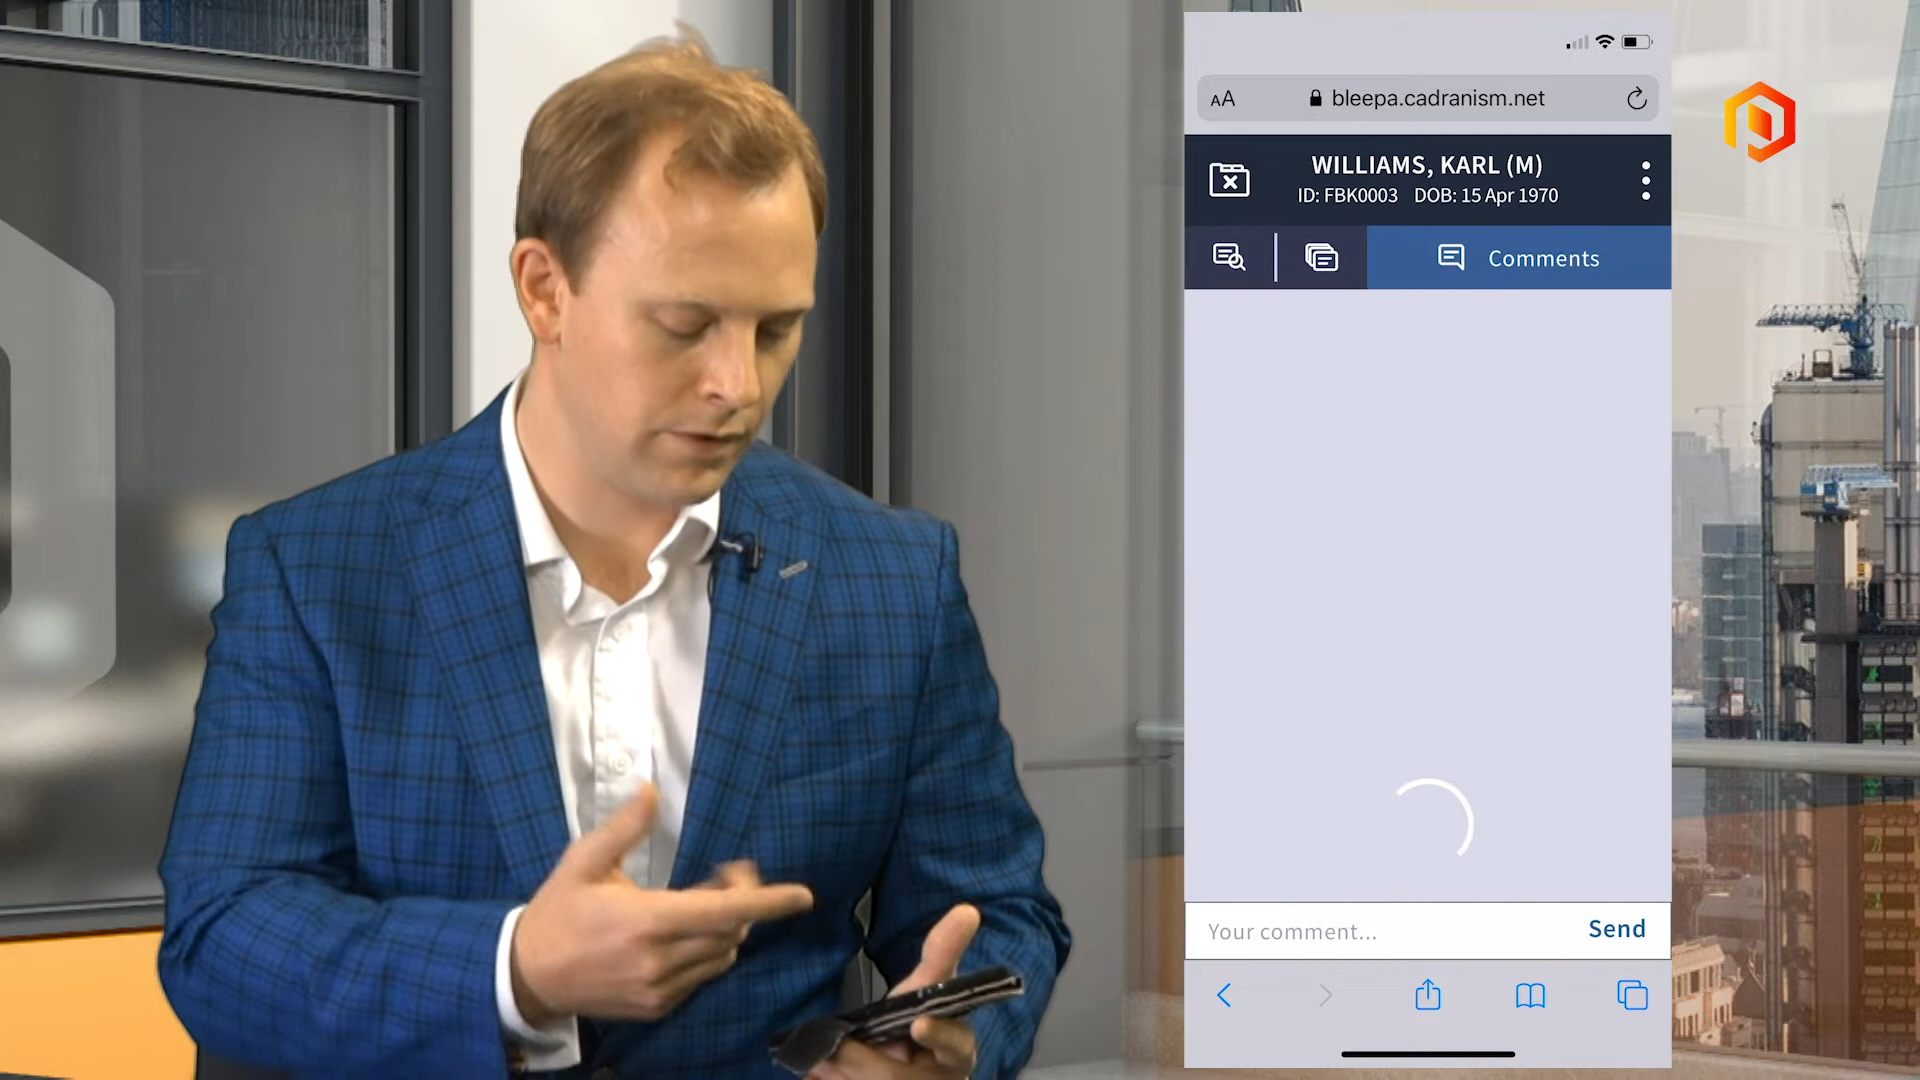 AA bleepa.cadranism.net
WILLIAMS, KARL (M)
ID: FBK0003 DOB: 15 Apr 1970
Comments
Your comment... Send